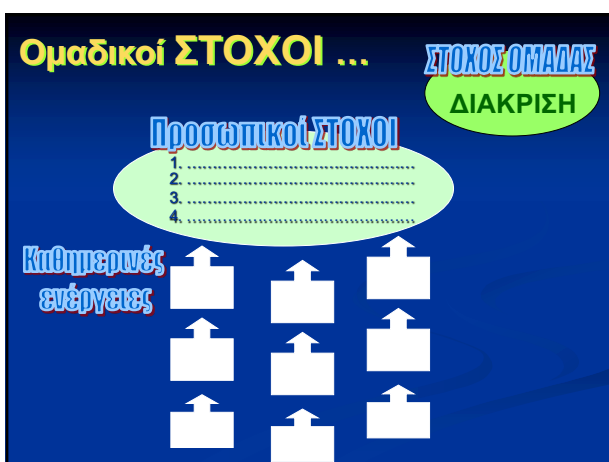 Ομαδικοί ΣΤΟΧΟΙ ...
ΣΤΟΧΟΣ ΟΜΑΔΑΣ
ΔΙΑΚΡΙΣΗ
Προσωπικοί ΣΤΟΧΟΙ
1. ......................................................
2. ......................................................
3. ......................................................
4. ......................................................
Καθημερινές
ενέργειες